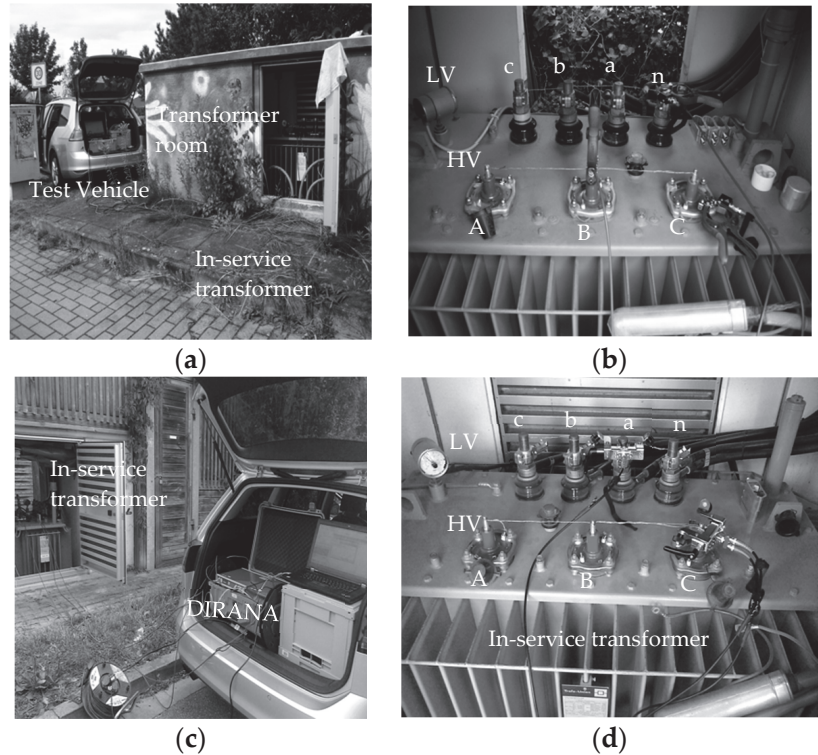 Transformer
room
Test Vehicle
In-service
transformer
(a)
LV
c b a n
HV
A B C
(b)
In-service
transformer
DIRANA
(c)
c b a n
LV
HV
A B C
In-service transformer
(d)